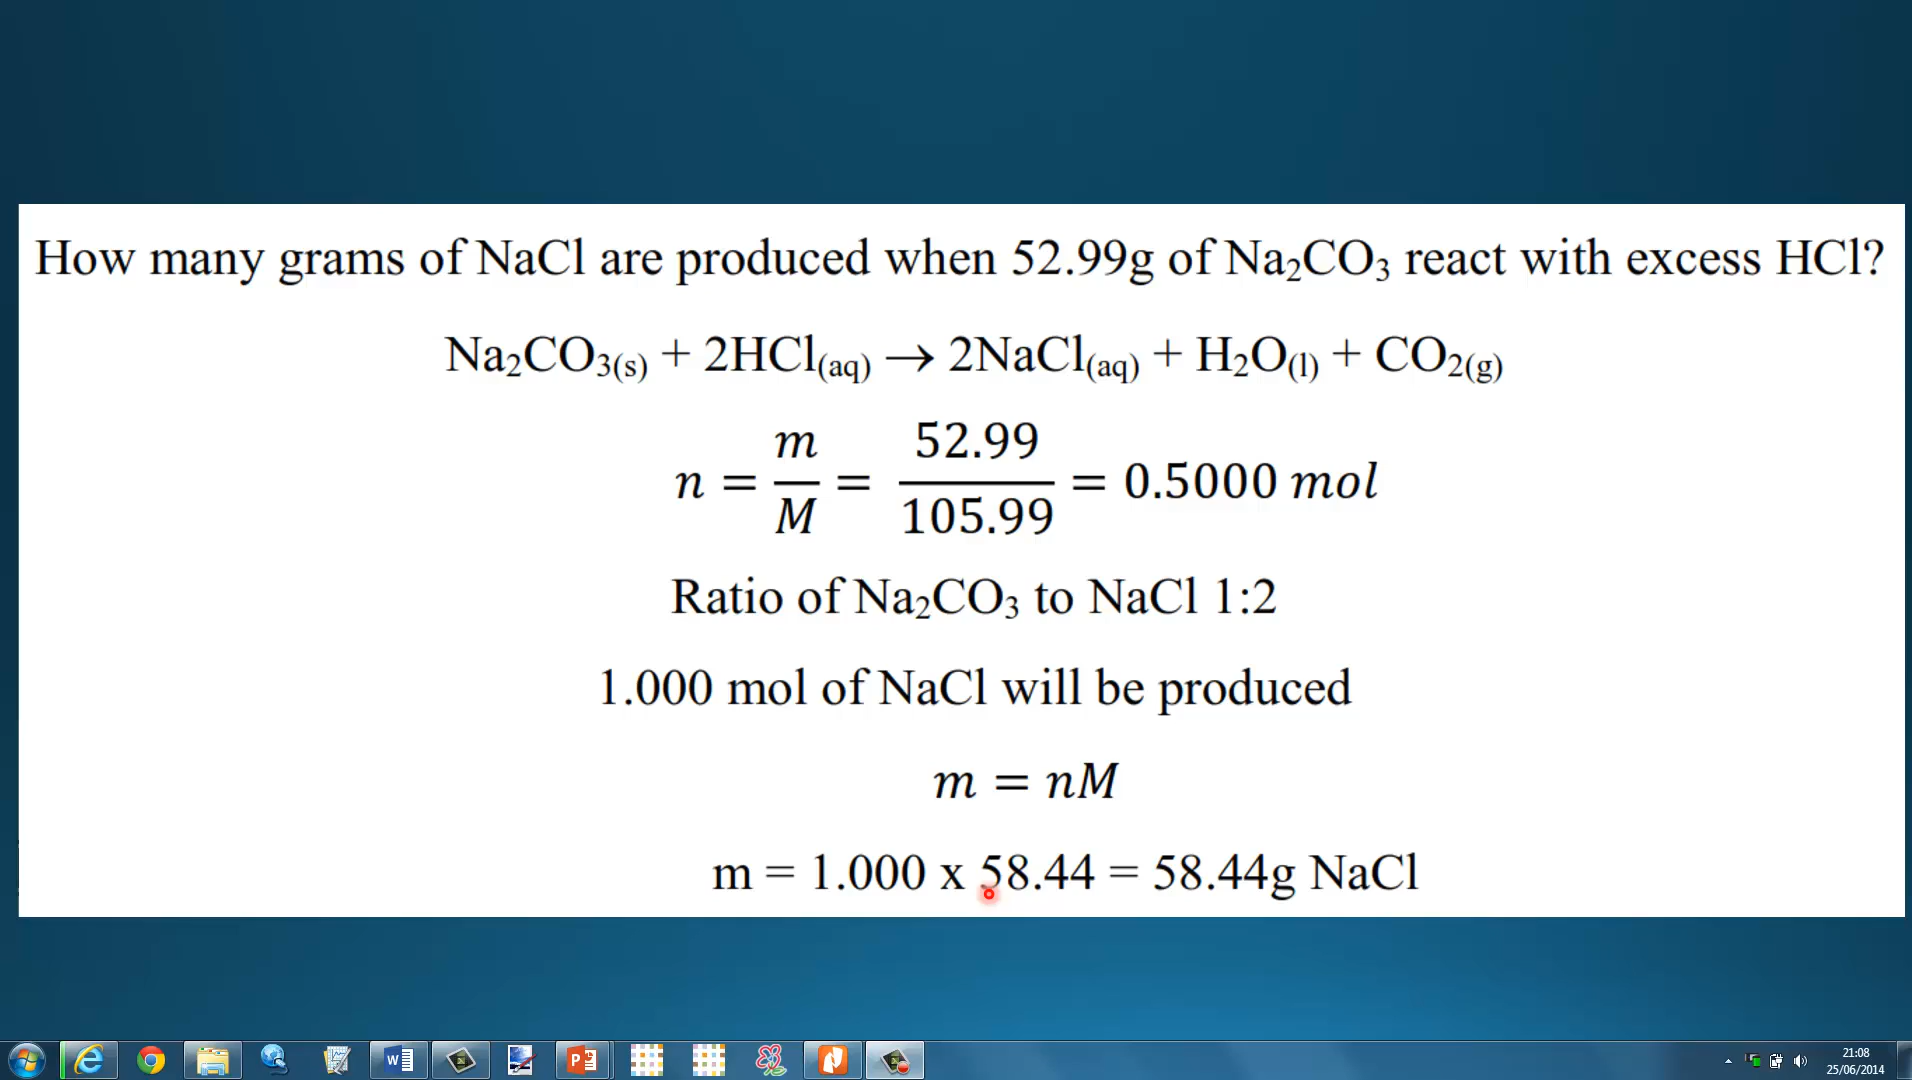 How many grams of NaCl are produced when 52.99g of Na₂CO₃ react with excess HCl?
Na₂CO₃(s) + 2HCl(aq) → 2NaCl(aq) + H₂O(l) + CO₂(g)
n = m/M = 52.99/105.99 = 0.5000 mol
Ratio of Na₂CO₃ to NaCl 1:2
1.000 mol of NaCl will be produced
m = nM
m = 1.000 x 58.44 = 58.44g NaCl
21:08
25/06/2014